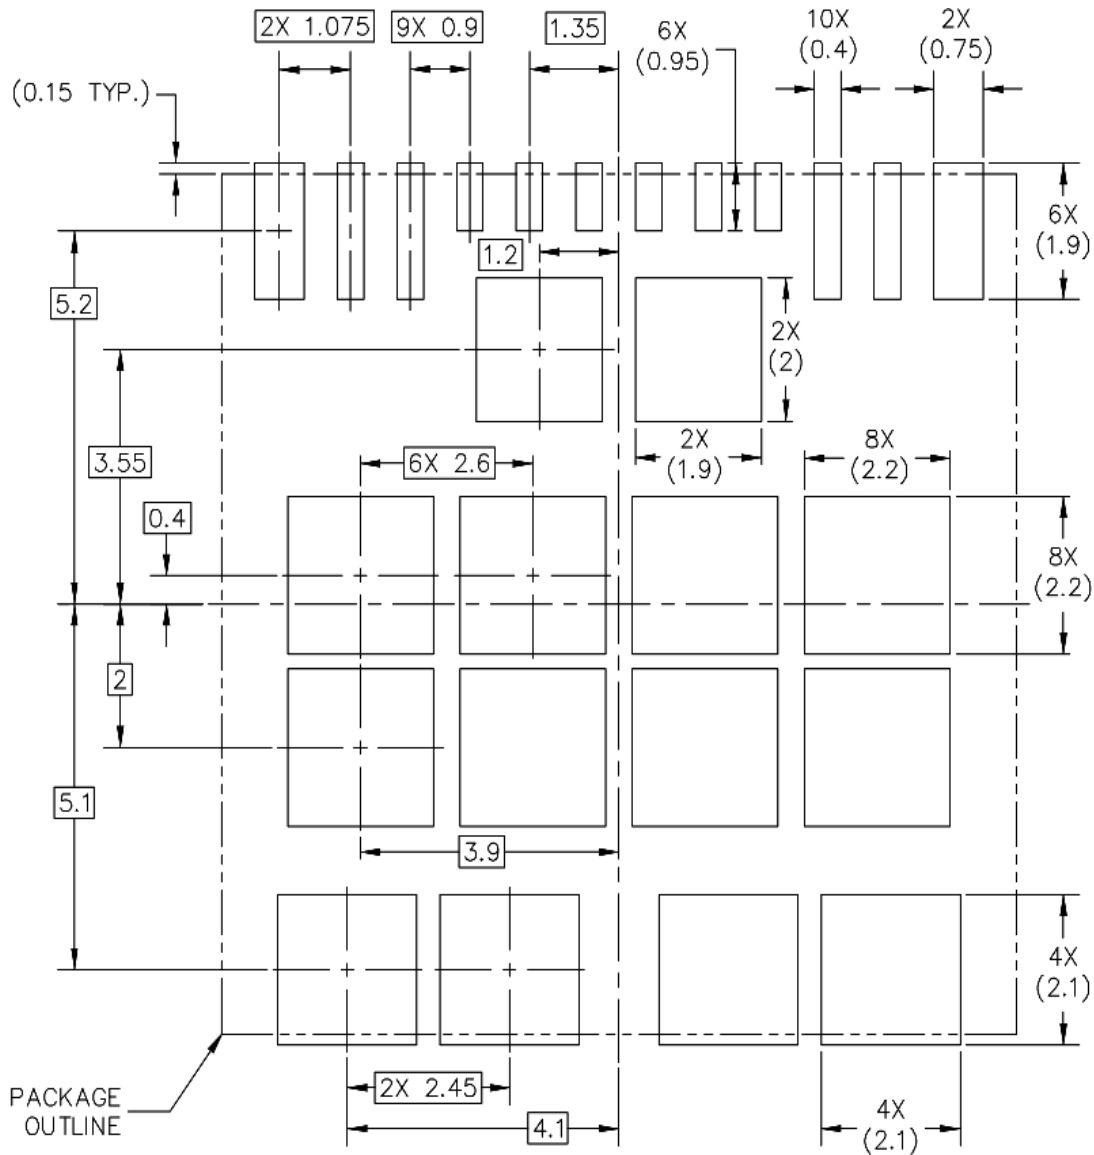 2X 1.075
9X 0.9
1.35
6X
(0.95)
10X
(0.4)
2X
(0.75)
(0.15 TYP.)
6X
(1.9)
1.2
5.2
2X
(2)
3.55
6X 2.6
2X
(1.9)
8X
(2.2)
0.4
8X
(2.2)
2
5.1
3.9
4X
(2.1)
PACKAGE
OUTLINE
2X 2.45
4.1
4X
(2.1)